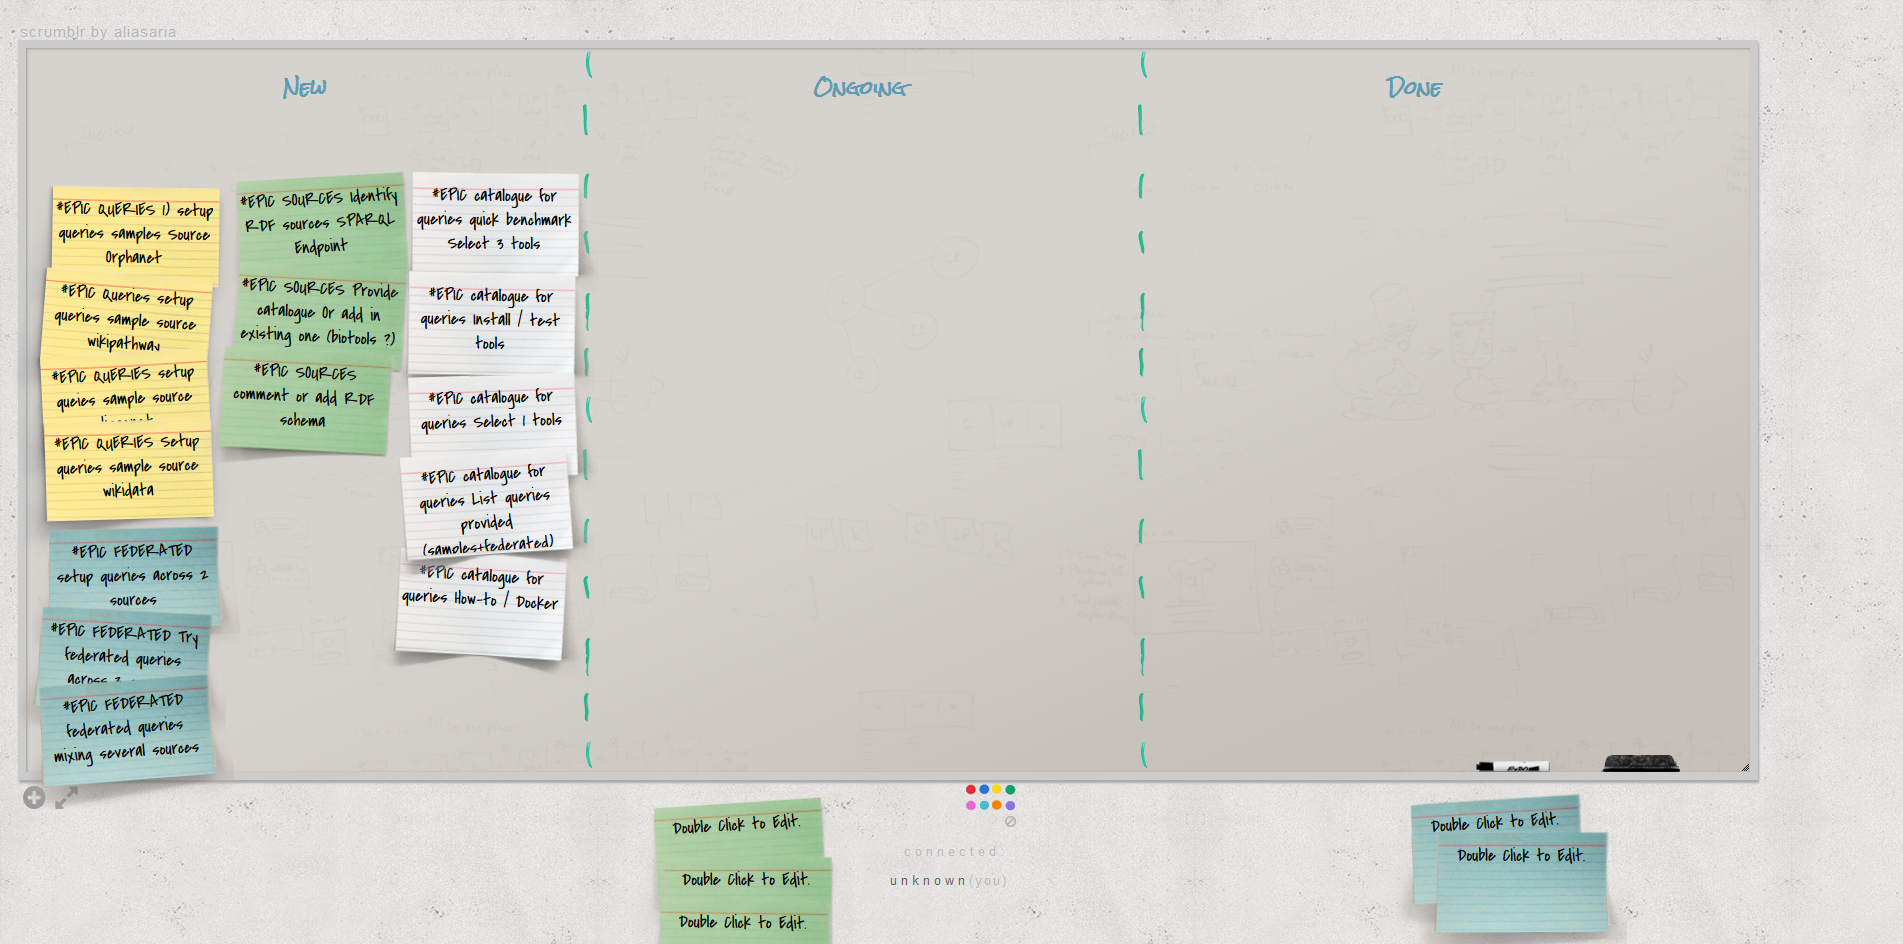 scrumblr by aliasaria
New
Ongoing
Done
#EPIC QUERIES 1) setup
queries samples Source
Orphanet
#EPIC Queries setup
queries sample source
wikipathway
#EPIC QUERIES setup
queies sample source
#EPIC QUERIES Setup
queries sample source
wikidata
#EPIC FEDERATED
setup queries across 2
sources
#EPIC FEDERATED Try
federated queries
across 3
#EPIC FEDERATED
federated queries
mixing several sources
#EPIC SOURCES Identify
RDF sources SPARQL
Endpoint
#EPIC SOURCES Provide
catalogue Or add in
existing one (biotools ?)
#EPIC SOURCES
comment or add RDF
schema
#EPIC catalogue for
queries quick benchmark
Select 3 tools
#EPIC catalogue for
queries Install / test
tools
#EPIC catalogue for
queries Select 1 tools
#EPIC catalogue for
queries List queries
provided
(samples+federated)
#EPIC catalogue for
queries How-to / Docker
Double Click to Edit.
Double Click to Edit.
Double Click to Edit.
connected:
unknown(you)
Double Click to Edit.
Double Click to Edit.